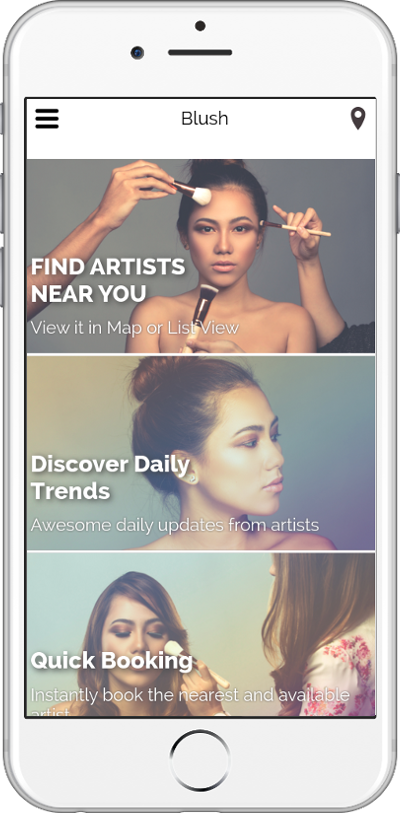 Blush
FIND ARTISTS
NEAR YOU
View it in Map or List View
Discover Daily
Trends
Awesome daily updates from artists
Quick Booking
Instantly book the nearest and available
artist